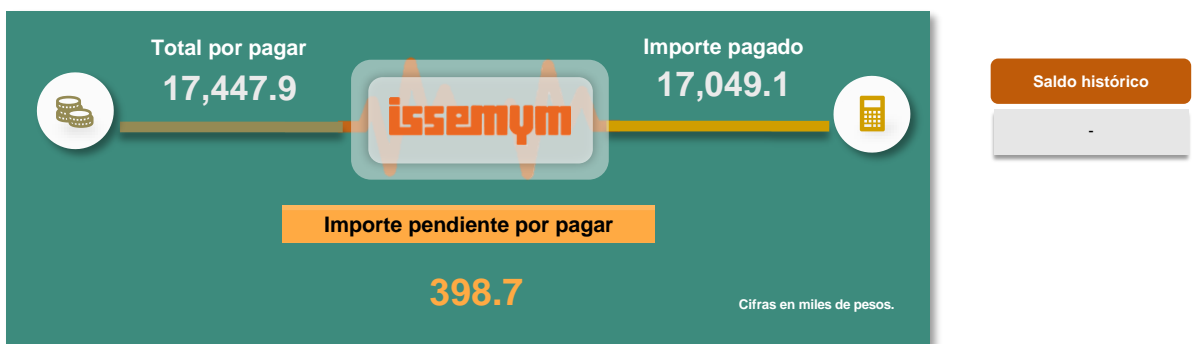 Total por pagar
17,447.9
issemym
Importe pagado
17,049.1
Importe pendiente por pagar
398.7
Cifras en miles de pesos.
Saldo histórico
-